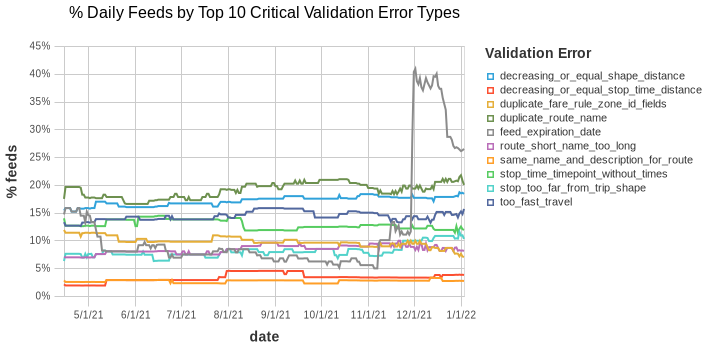 % Daily Feeds by Top 10 Critical Validation Error Types
45%
40%
35%
30%
25%
20%
15%
10%
5%
0%
% feeds
5/1/21
6/1/21
7/1/21
8/1/21
9/1/21
10/1/21
11/1/21
12/1/21
1/1/22
date
Validation Error
decreasing_or_equal_shape_distance
decreasing_or_equal_stop_time_distance
duplicate_fare_rule_zone_id_fields
duplicate_route_name
feed_expiration_date
route_short_name_too_long
same_name_and_description_for_route
stop_time_timepoint_without_times
stop_too_far_from_trip_shape
too_fast_travel